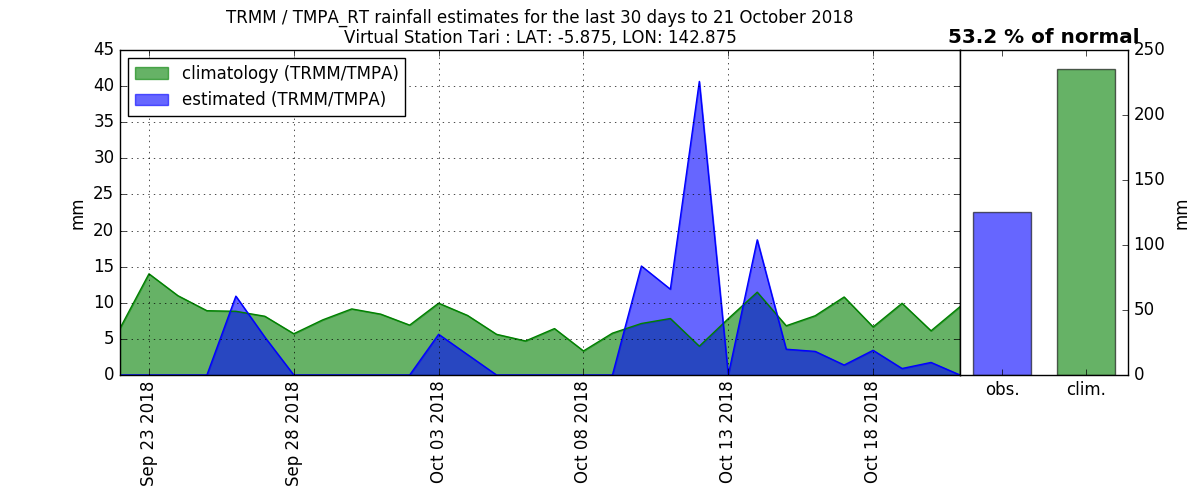 TRMM / TMPA_RT rainfall estimates for the last 30 days to 21 October 2018
Virtual Station Tari : LAT: -5.875, LON: 142.875
53.2 % of normal
climatology (TRMM/TMPA)
estimated (TRMM/TMPA)
45
40
35
30
25
20
15
10
5
0
mm
Sep 23 2018
Sep 28 2018
Oct 03 2018
Oct 08 2018
Oct 13 2018
Oct 18 2018
obs.
clim.
250
200
150
100
50
0
mm